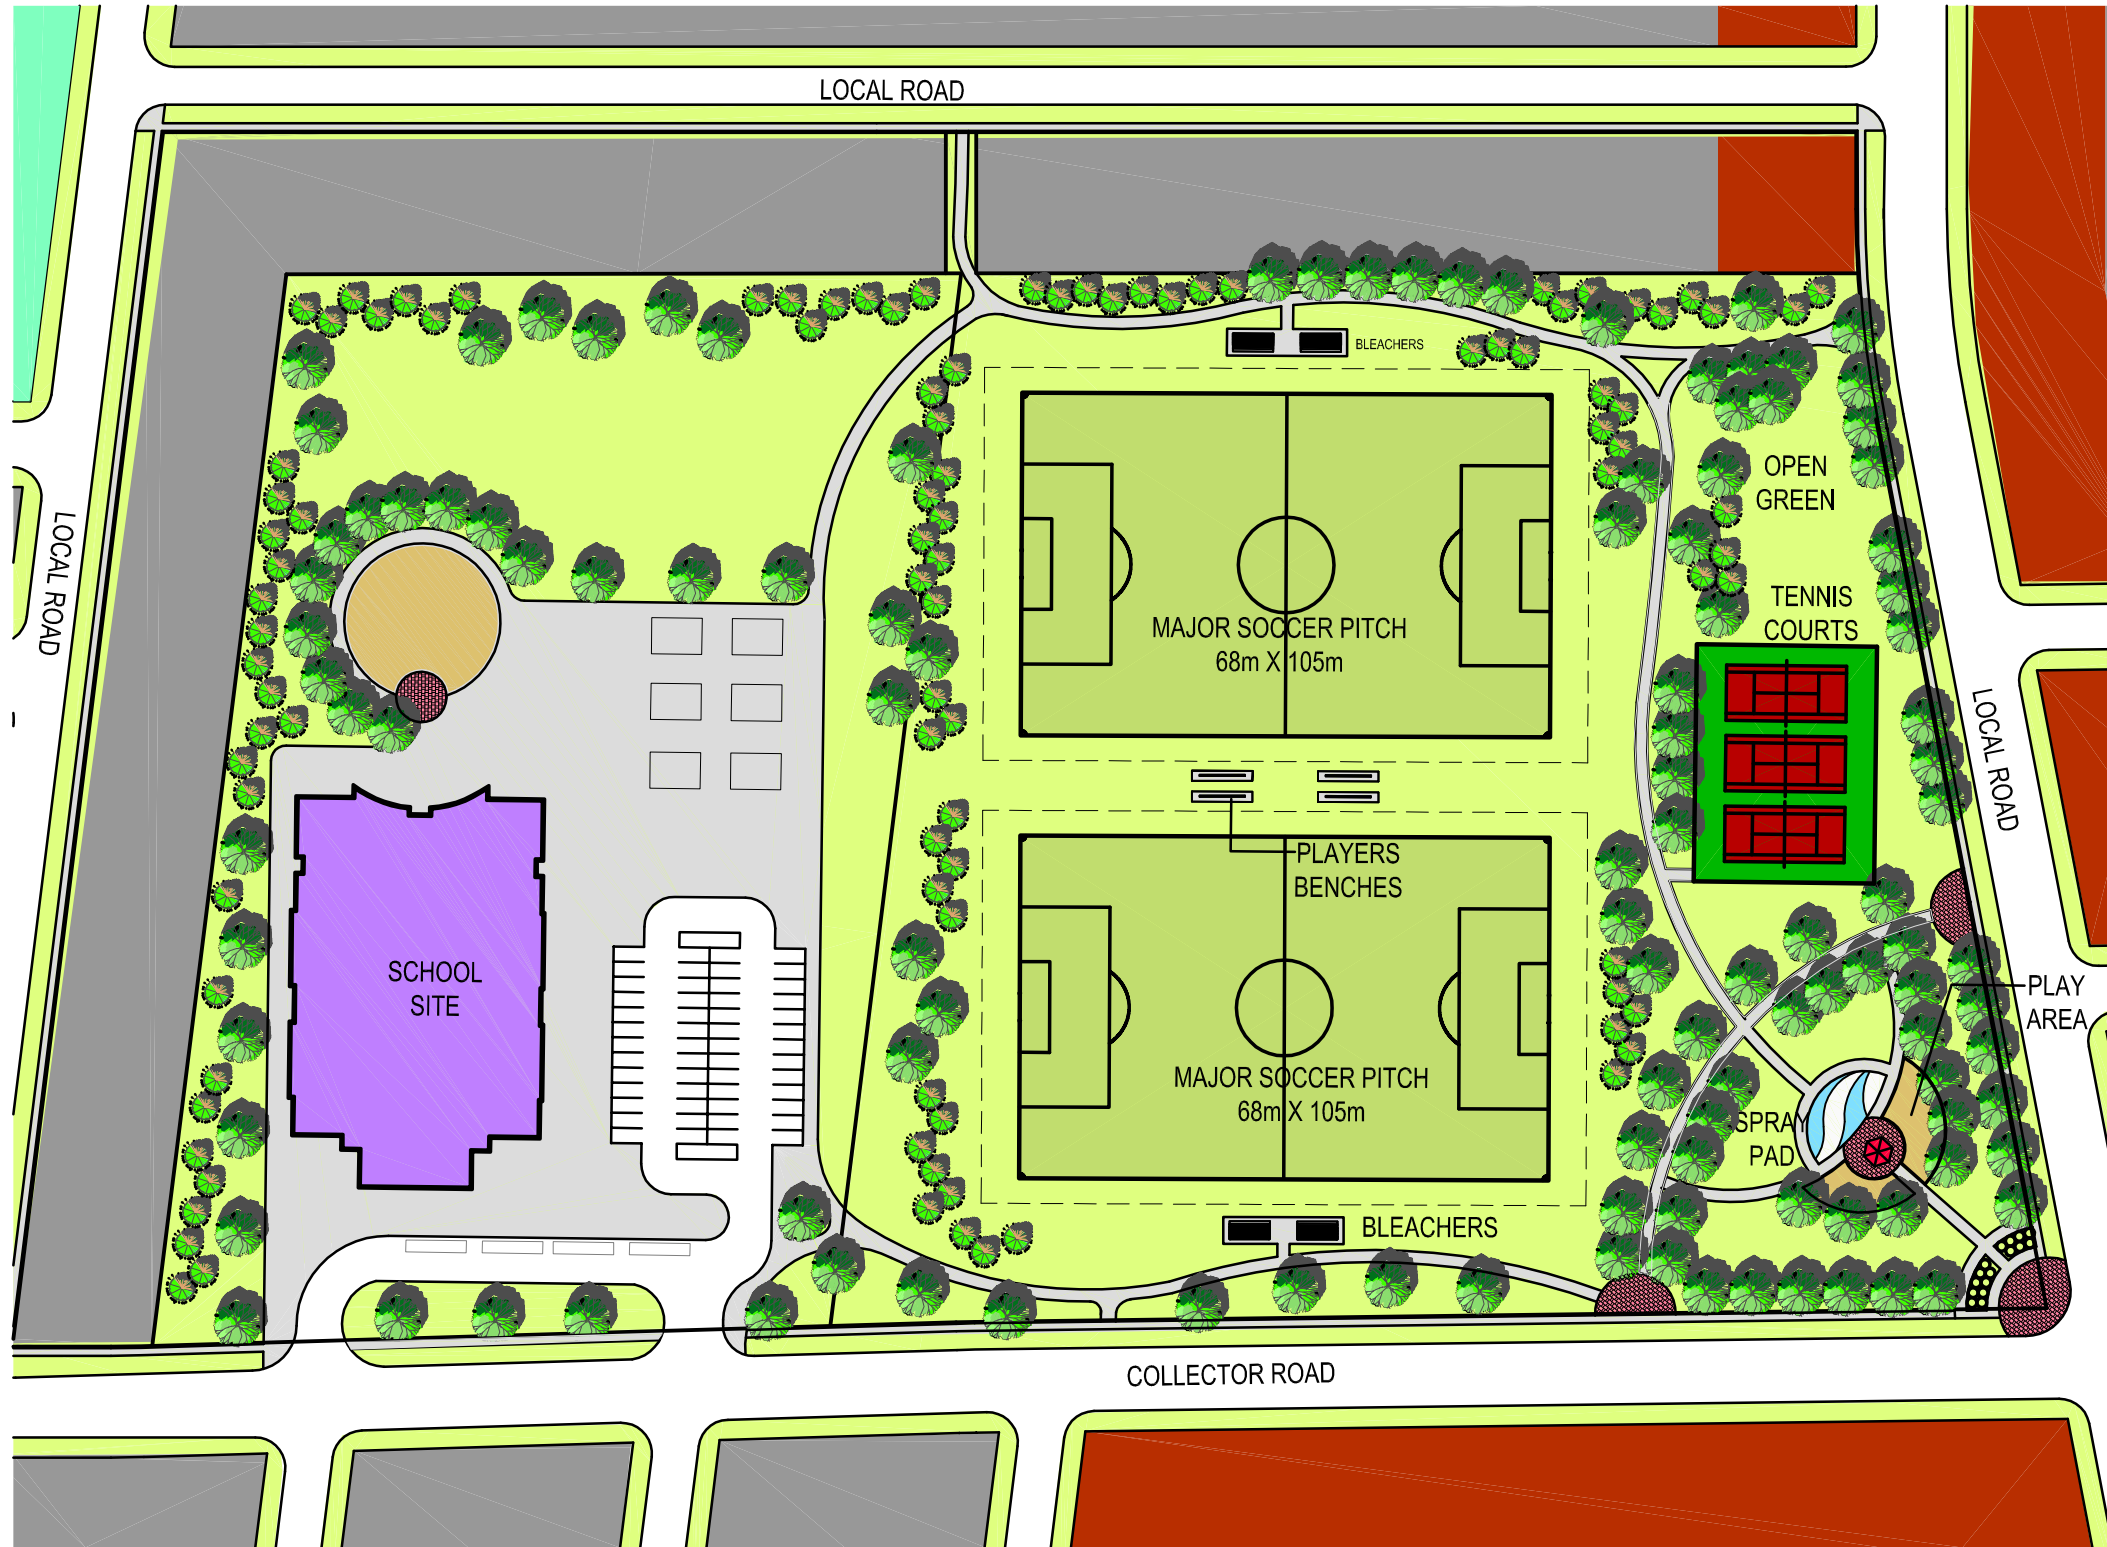 LOCAL ROAD
BLEACHERS
OPEN
GREEN
LOCAL ROAD
TENNIS
COURTS
MAJOR SOCCER PITCH
68m X 105m
LOCAL ROAD
PLAYERS
BENCHES
SCHOOL
SITE
PLAY
AREA
MAJOR SOCCER PITCH
68m X 105m
SPRAY
PAD
BLEACHERS
COLLECTOR ROAD